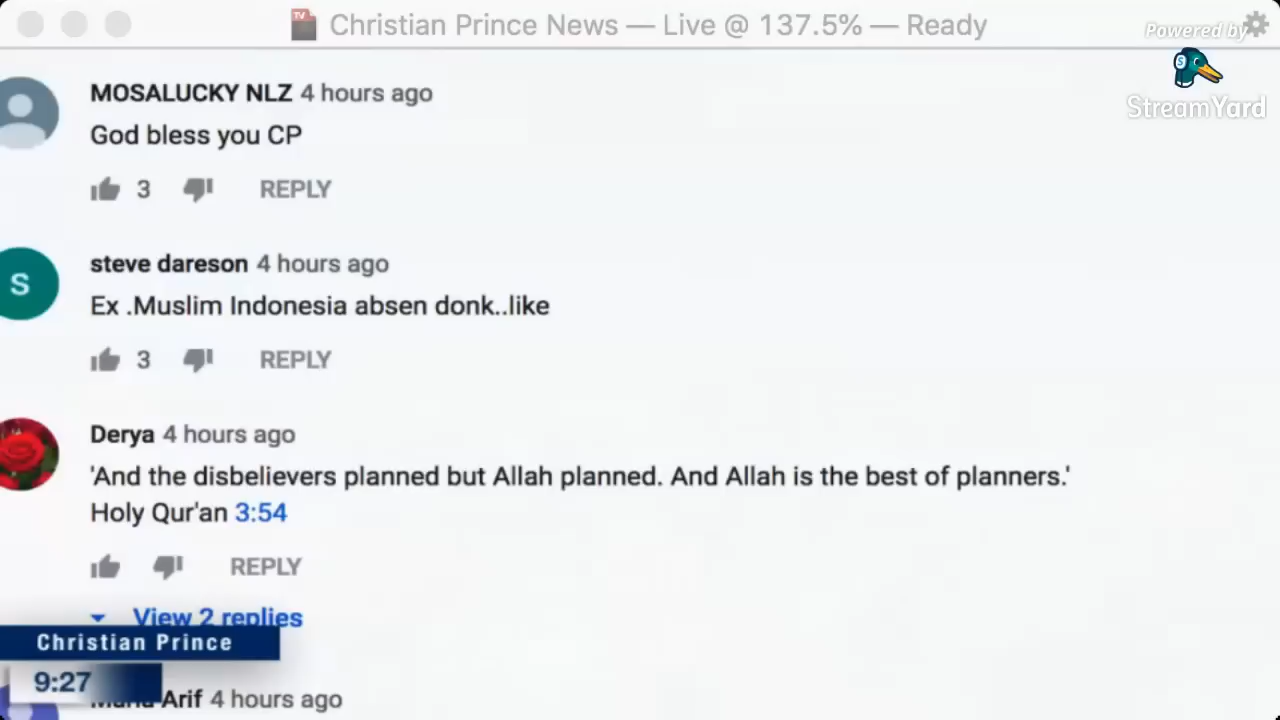 Christian Prince News — Live @ 137.5% — Ready
Powered by
StreamYard
MOSALUCKY NLZ 4 hours ago
God bless you CP
3 REPLY
S
steve dareson 4 hours ago
Ex .Muslim Indonesia absen donk..like
3 REPLY
Derya 4 hours ago
'And the disbelievers planned but Allah planned. And Allah is the best of planners.'
Holy Qur'an 3:54
REPLY
View 2 replies
Christian Prince
9:27
Arif 4 hours ago